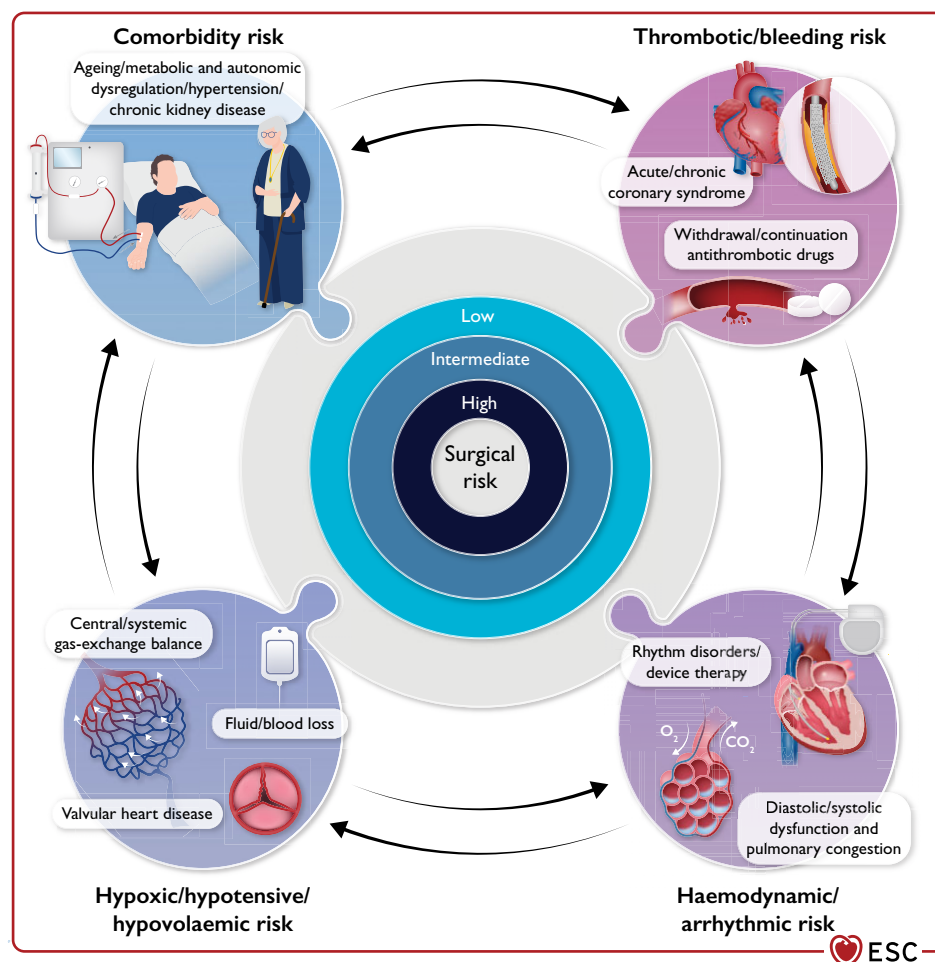 Comorbidity risk
Ageing/metabolic and autonomic
dysregulation/hypertension/
chronic kidney disease
Thrombotic/bleeding risk
Acute/chronic
coronary syndrome
Withdrawal/continuation
antithrombotic drugs
Low
Intermediate
High
Surgical
risk
Central/systemic
gas-exchange balance
Fluid/blood loss
Valvular heart disease
Hypoxic/hypotensive/
hypovolaemic risk
Rhythm disorders/
device therapy
O₂
CO₂
Diastolic/systolic
dysfunction and
pulmonary congestion
Haemodynamic/
arrhythmic risk
ESC